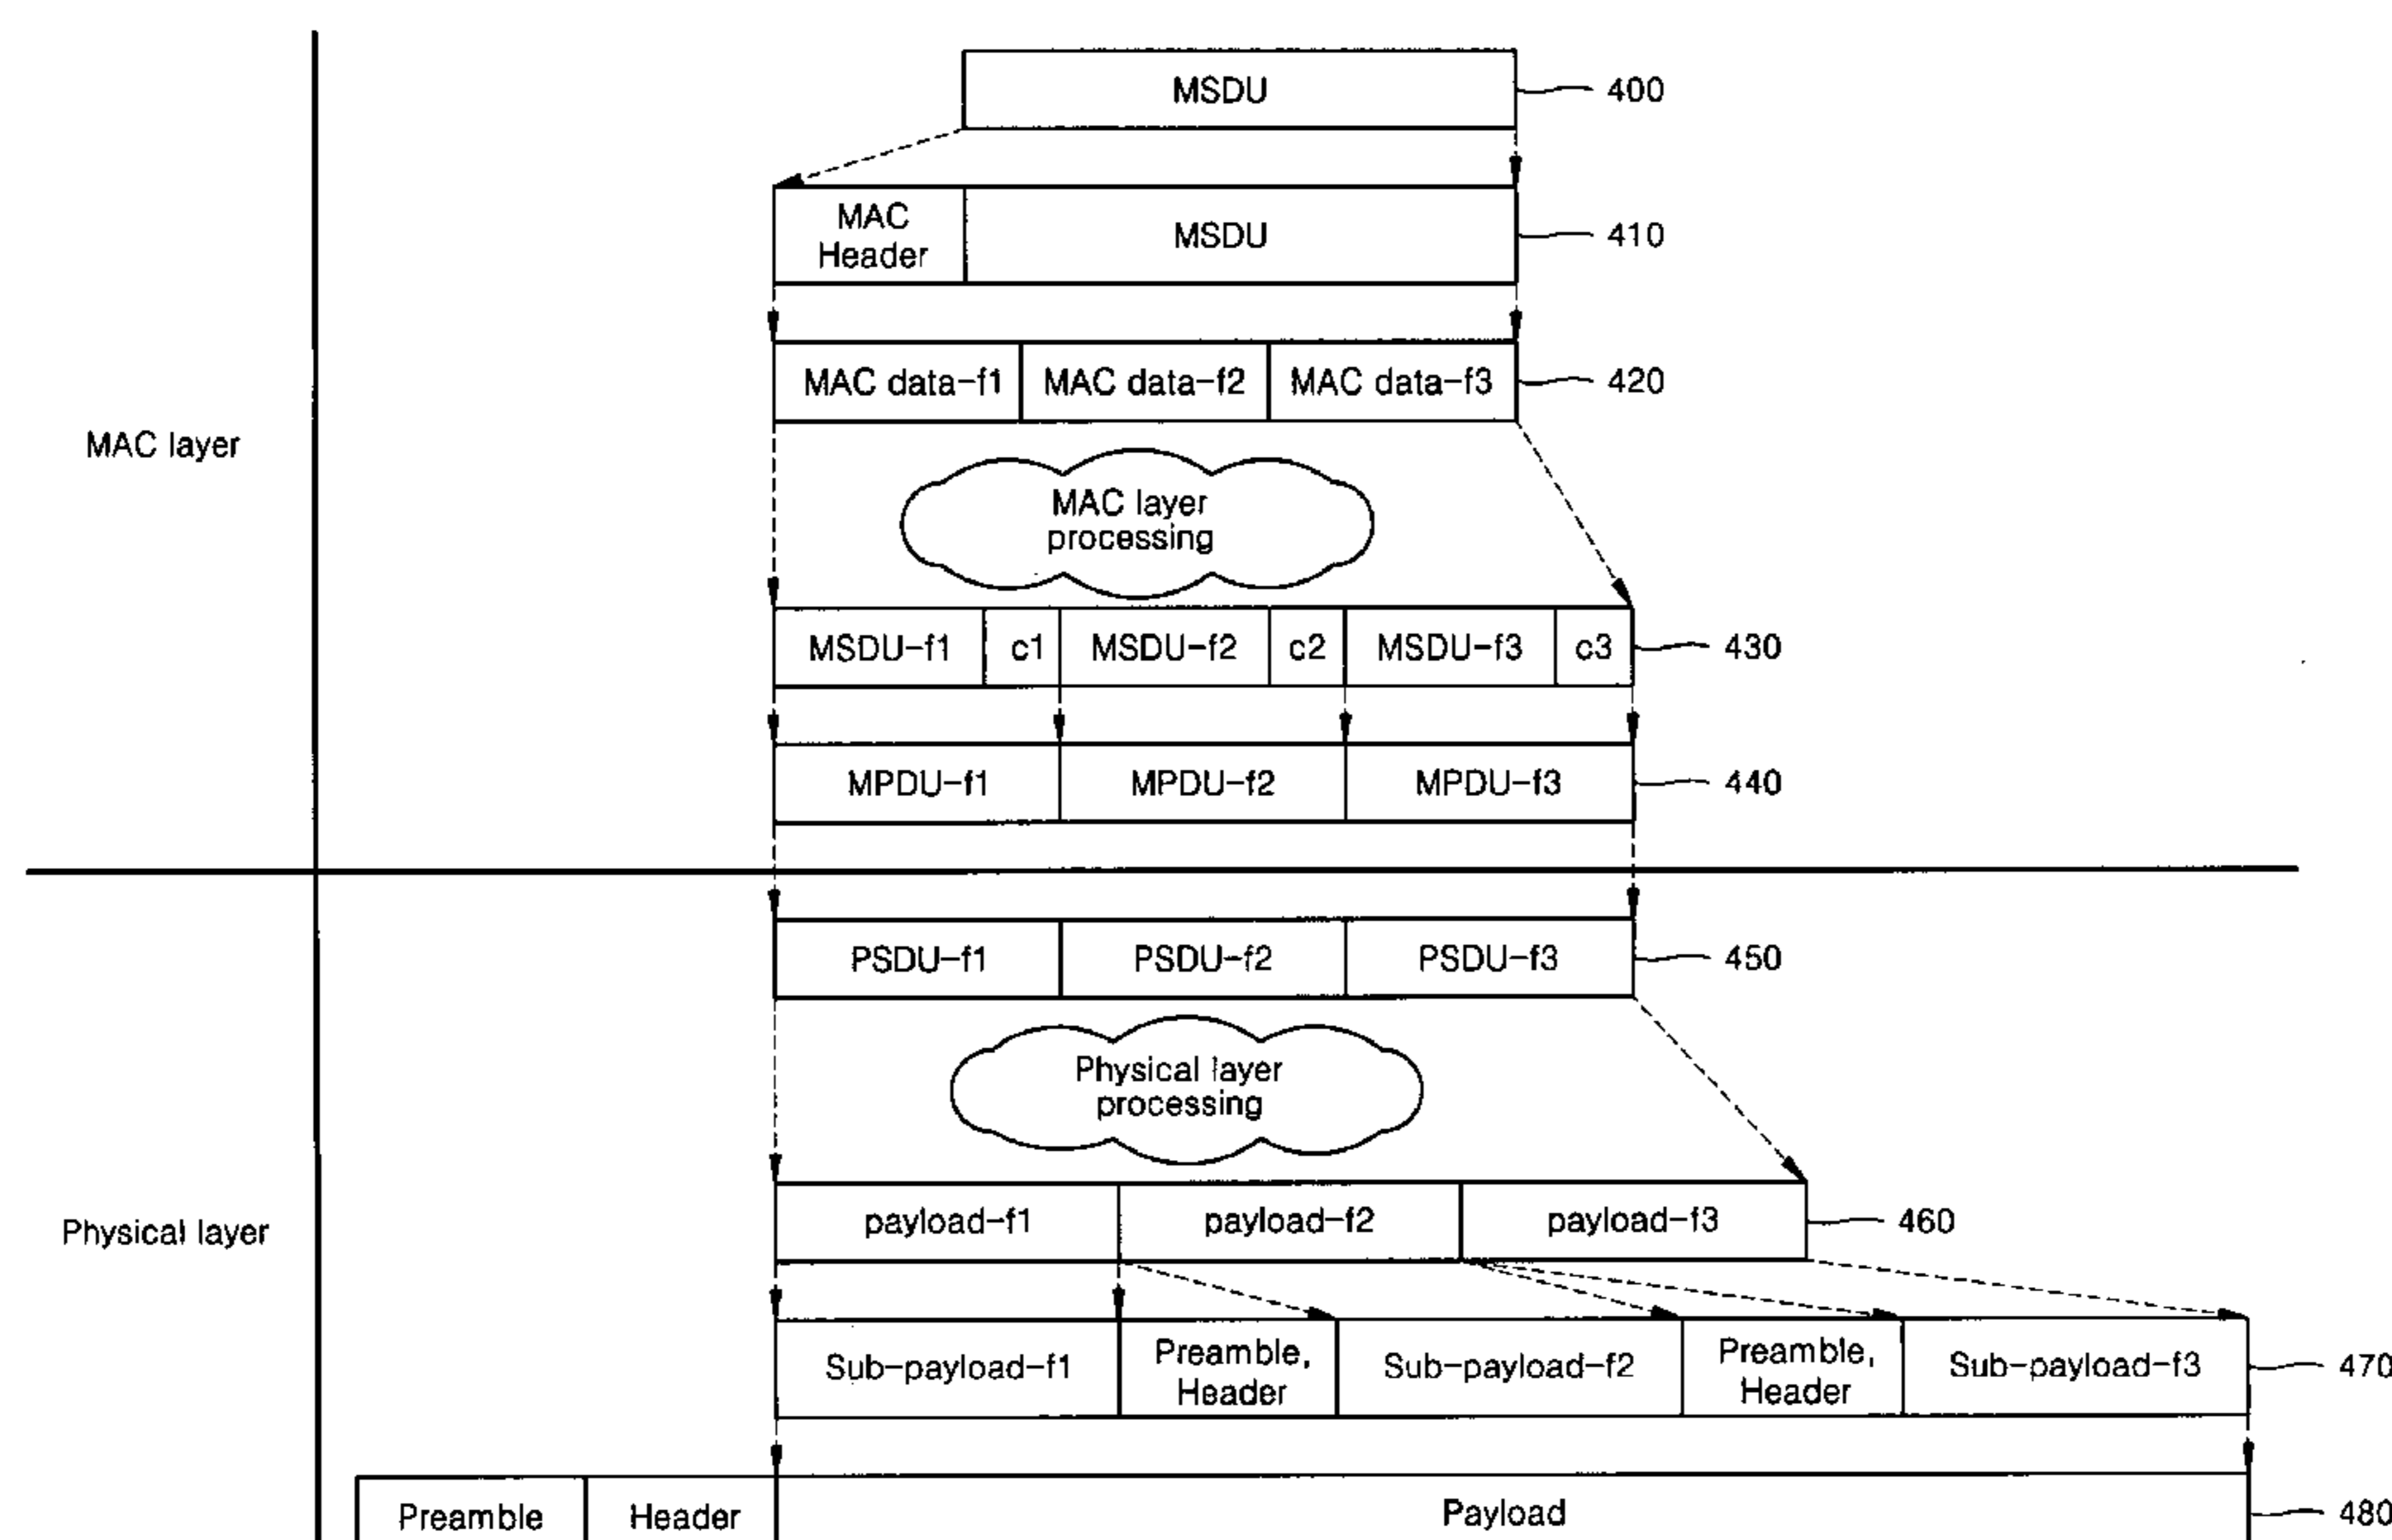 MSDU
400
MAC
Header
MSDU
410
MAC data-f1
MAC data-f2
MAC data-f3
420
MAC layer
MAC layer
processing
MSDU-f1
c1
MSDU-f2
c2
MSDU-f3
c3
430
MPDU-f1
MPDU-f2
MPDU-f3
440
PSDU-f1
PSDU-f2
PSDU-f3
450
Physical layer
processing
Physical layer
payload-f1
payload-f2
payload-f3
460
Sub-payload-f1
Preamble,
Header
Sub-payload-f2
Preamble,
Header
Sub-payload-f3
470
Preamble
Header
Payload
480